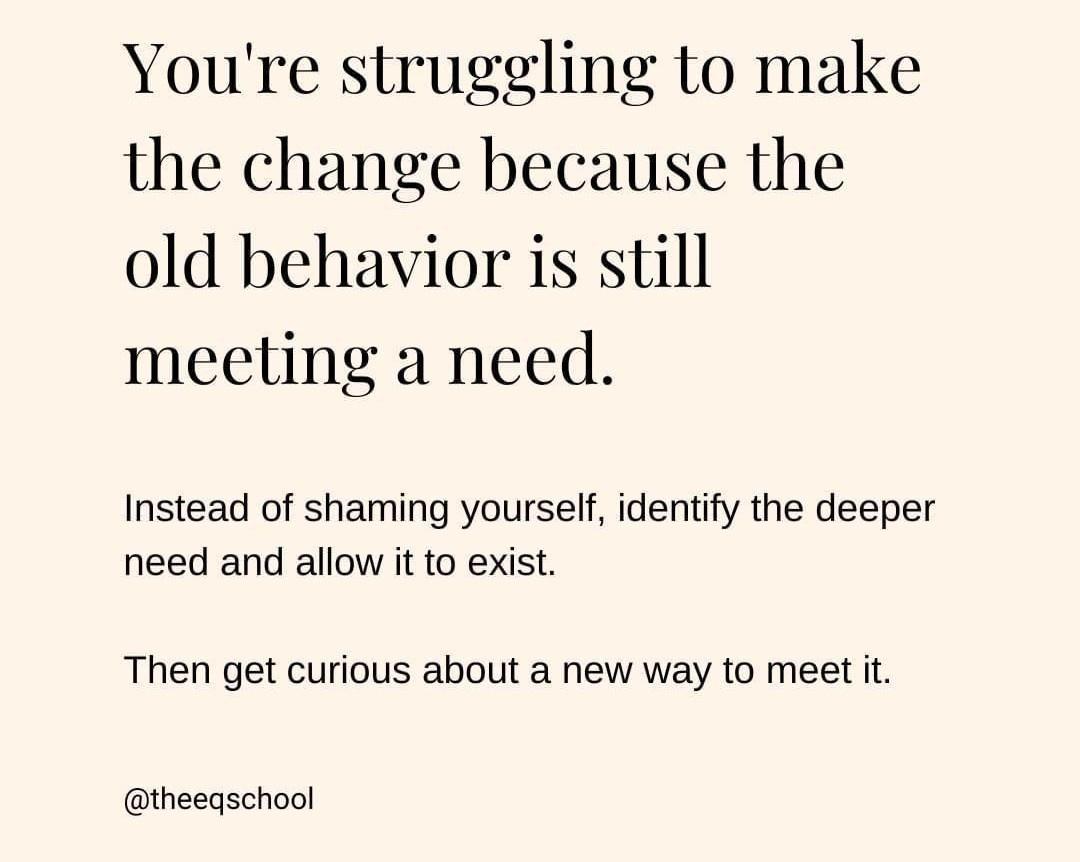 You're struggling to make
the change because the
old behavior is still
meeting a need.
Instead of shaming yourself, identify the deeper
need and allow it to exist.
Then get curious about a new way to meet it.
@theeqschool